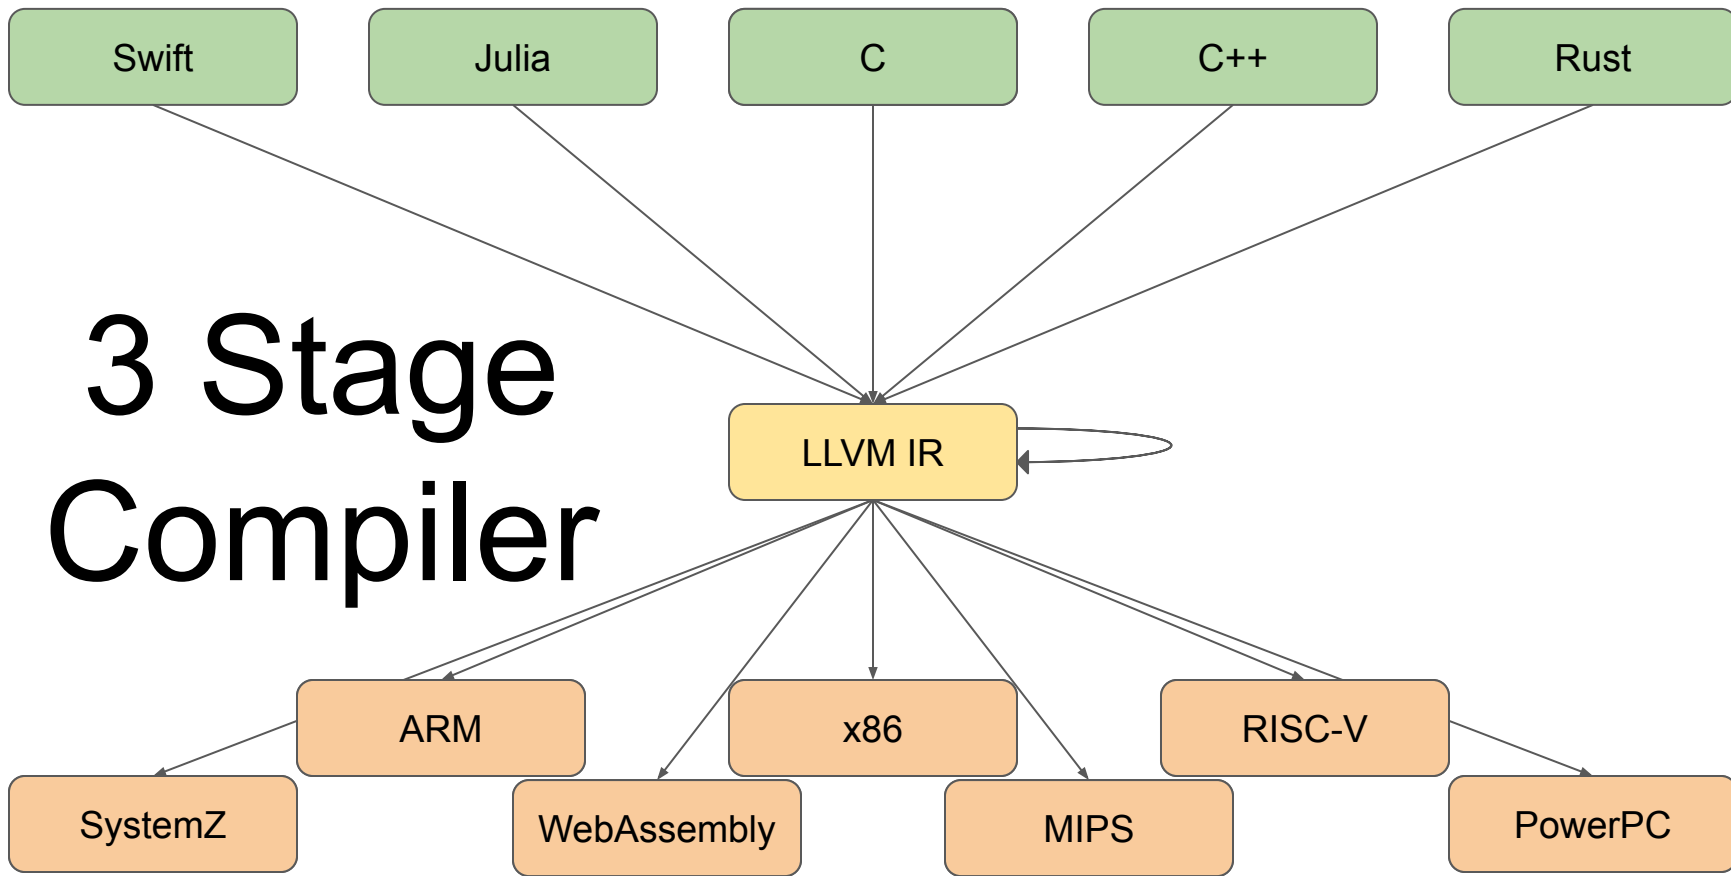 Swift
Julia
C
C++
Rust
3 Stage
Compiler
LLVM IR
ARM
x86
RISC-V
SystemZ
WebAssembly
MIPS
PowerPC